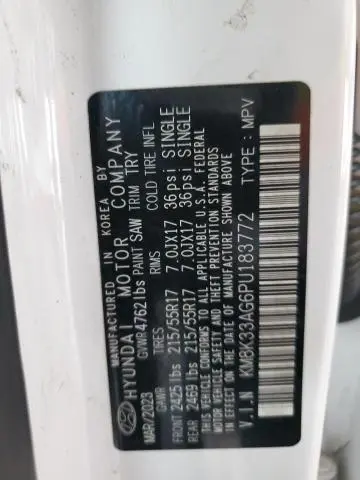 MANUFACTURED IN KOREA BY
HYUNDAI MOTOR COMPANY
GVWR 4762 lbs PAINT SAW TRIM TRY
MAR/2023 GAWR RIMS COLD TIRE INFL
FRONT 2425 lbs 215/55R17 7.0JX17 36psi SINGLE
REAR 2469 lbs 215/55R17 7.0JX17 36psi SINGLE
THIS VEHICLE CONFORMS TO ALL APPLICABLE U.S.A. FEDERAL
MOTOR VEHICLE SAFETY AND THEFT PREVENTION STANDARDS
IN EFFECT ON THE DATE OF MANUFACTURE SHOWN ABOVE
V.I.N KM8K33AG6PU183772 TYPE : MPV